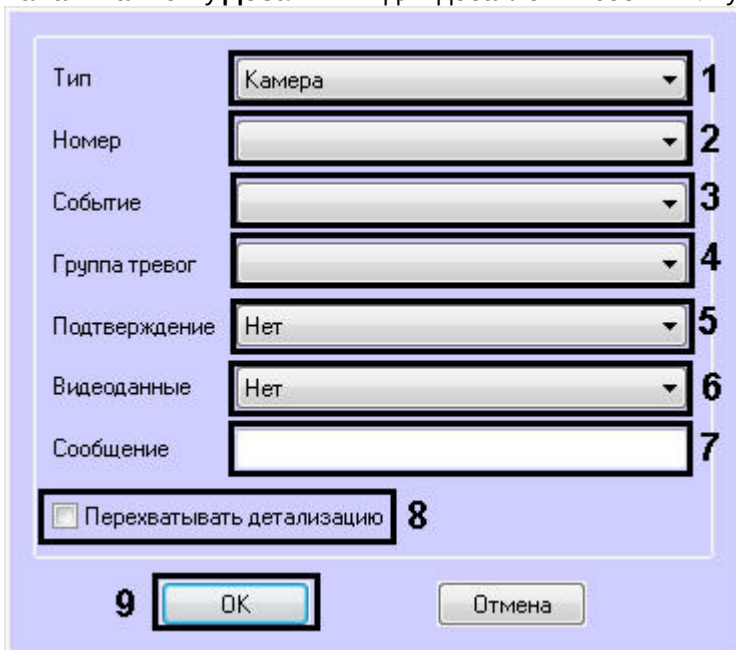 Тип Камера 1
Номер 2
Событие 3
Группа тревог 4
Подтверждение Нет 5
Видеоданные Нет 6
Сообщение 7
Перехватывать детализацию 8
9 OK Отмена